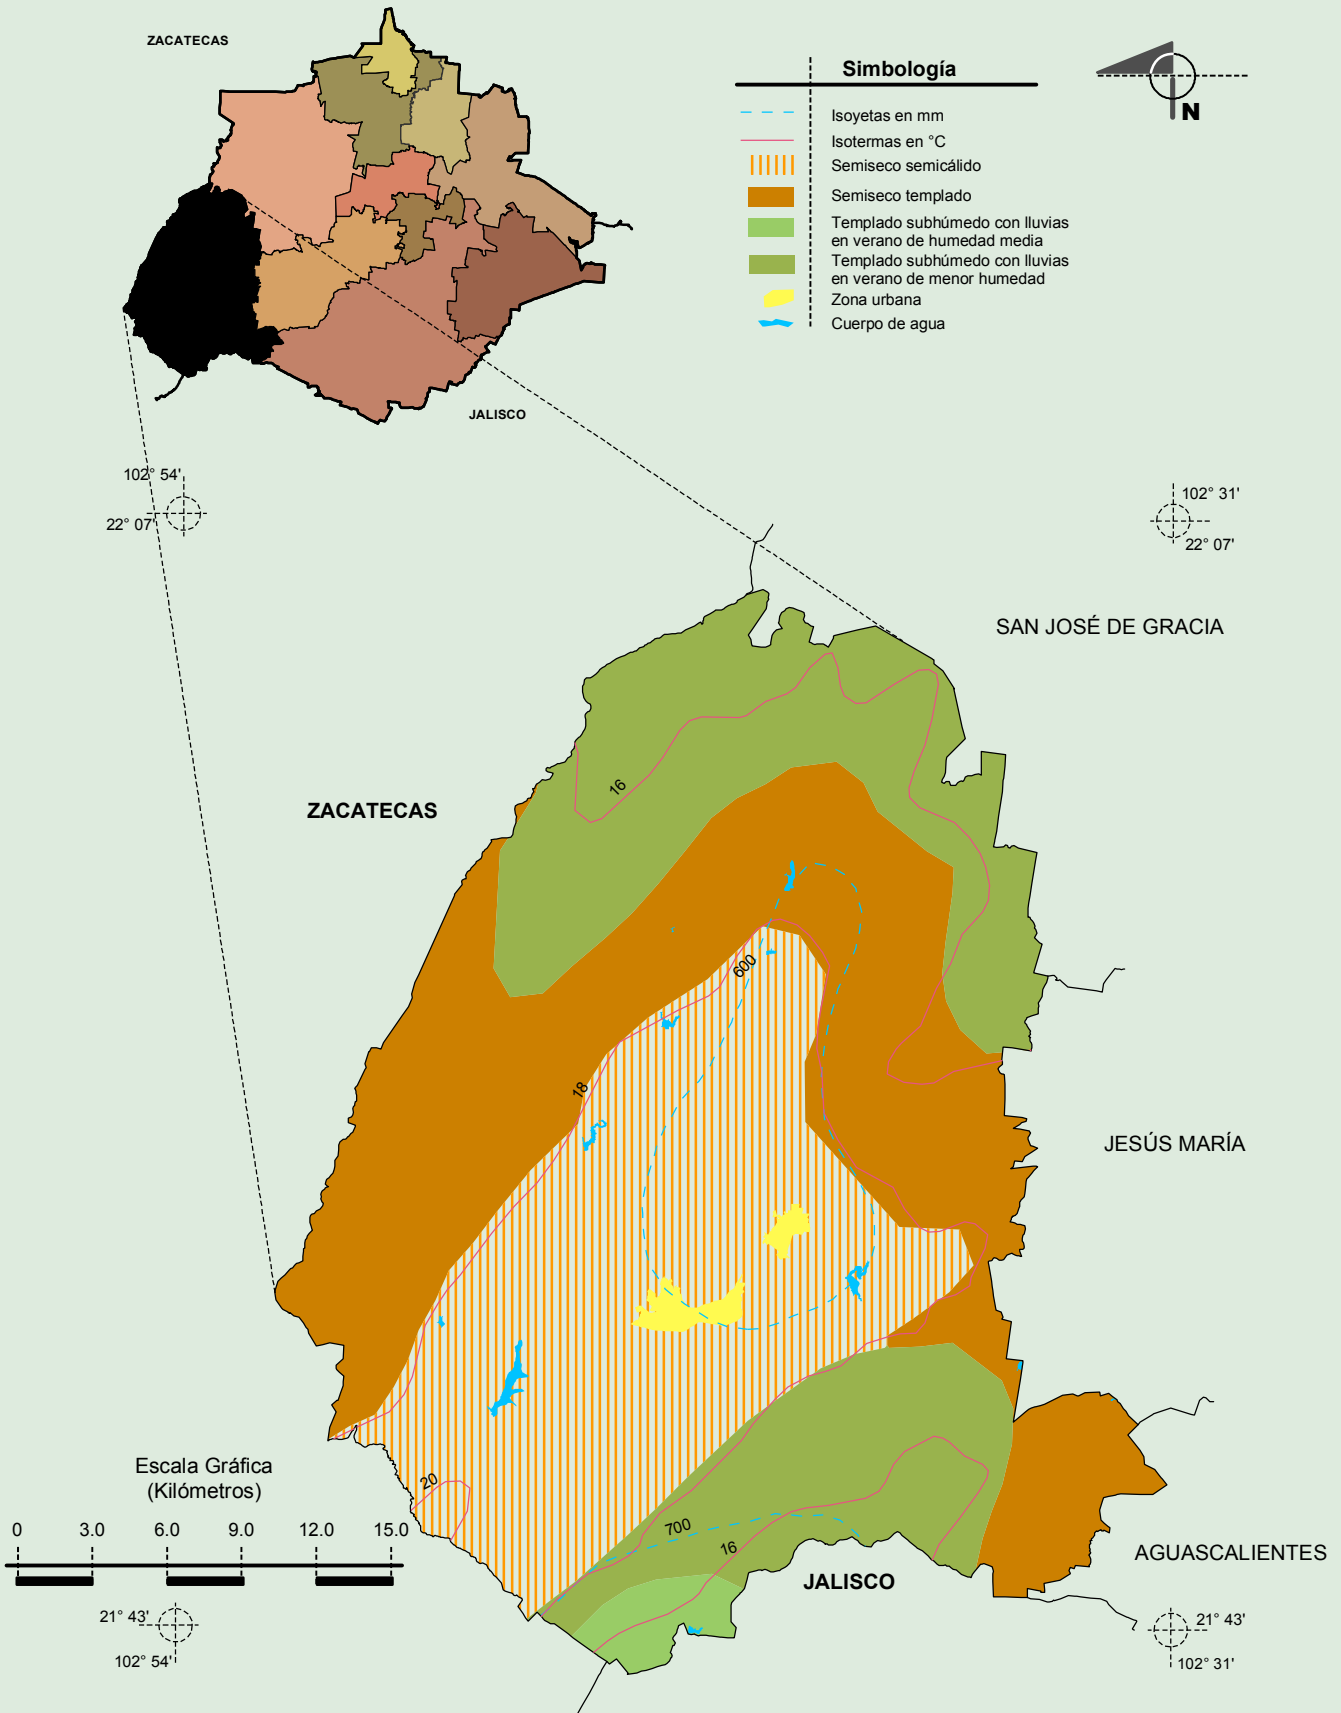 ZACATECAS
JALISCO
Simbología
Isoyetas en mm
Isotermas en °C
Semiseco semicálido
Semiseco templado
Templado subhúmedo con lluvias
en verano de humedad media
Templado subhúmedo con lluvias
en verano de menor humedad
Zona urbana
Cuerpo de agua
N
102° 54'
22° 07'
102° 31'
22° 07'
SAN JOSÉ DE GRACIA
16
ZACATECAS
600
18
JESÚS MARÍA
20
700
16
JALISCO
AGUASCALIENTES
Escala Gráfica
(Kilómetros)
0 3.0 6.0 9.0 12.0 15.0
21° 43'
102° 54'
21° 43'
102° 31'